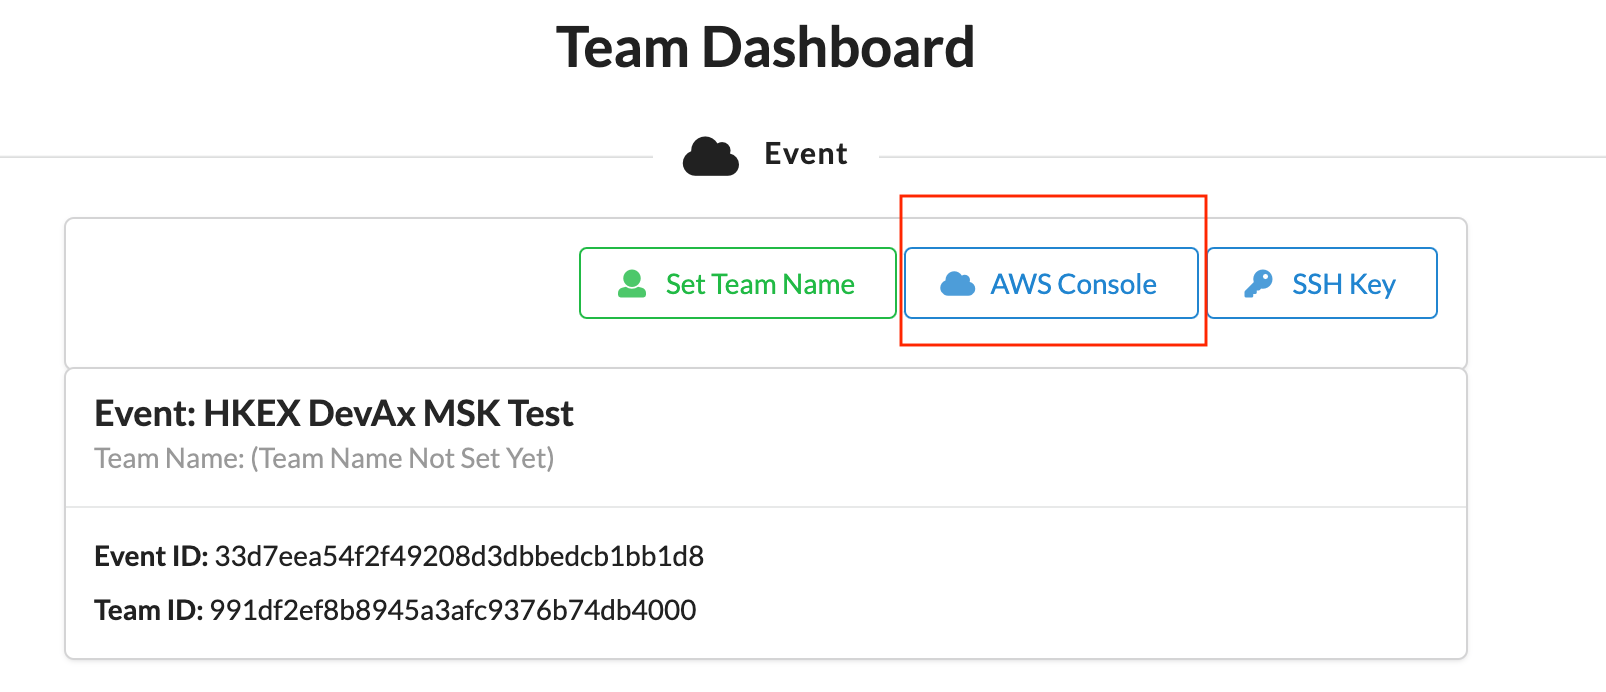 Team Dashboard
Event
Set Team Name
AWS Console
SSH Key
Event: HKEX DevAx MSK Test
Team Name: (Team Name Not Set Yet)
Event ID: 33d7eea54f2f49208d3dbbedcb1bb1d8
Team ID: 991df2ef8b8945a3afc9376b74db4000